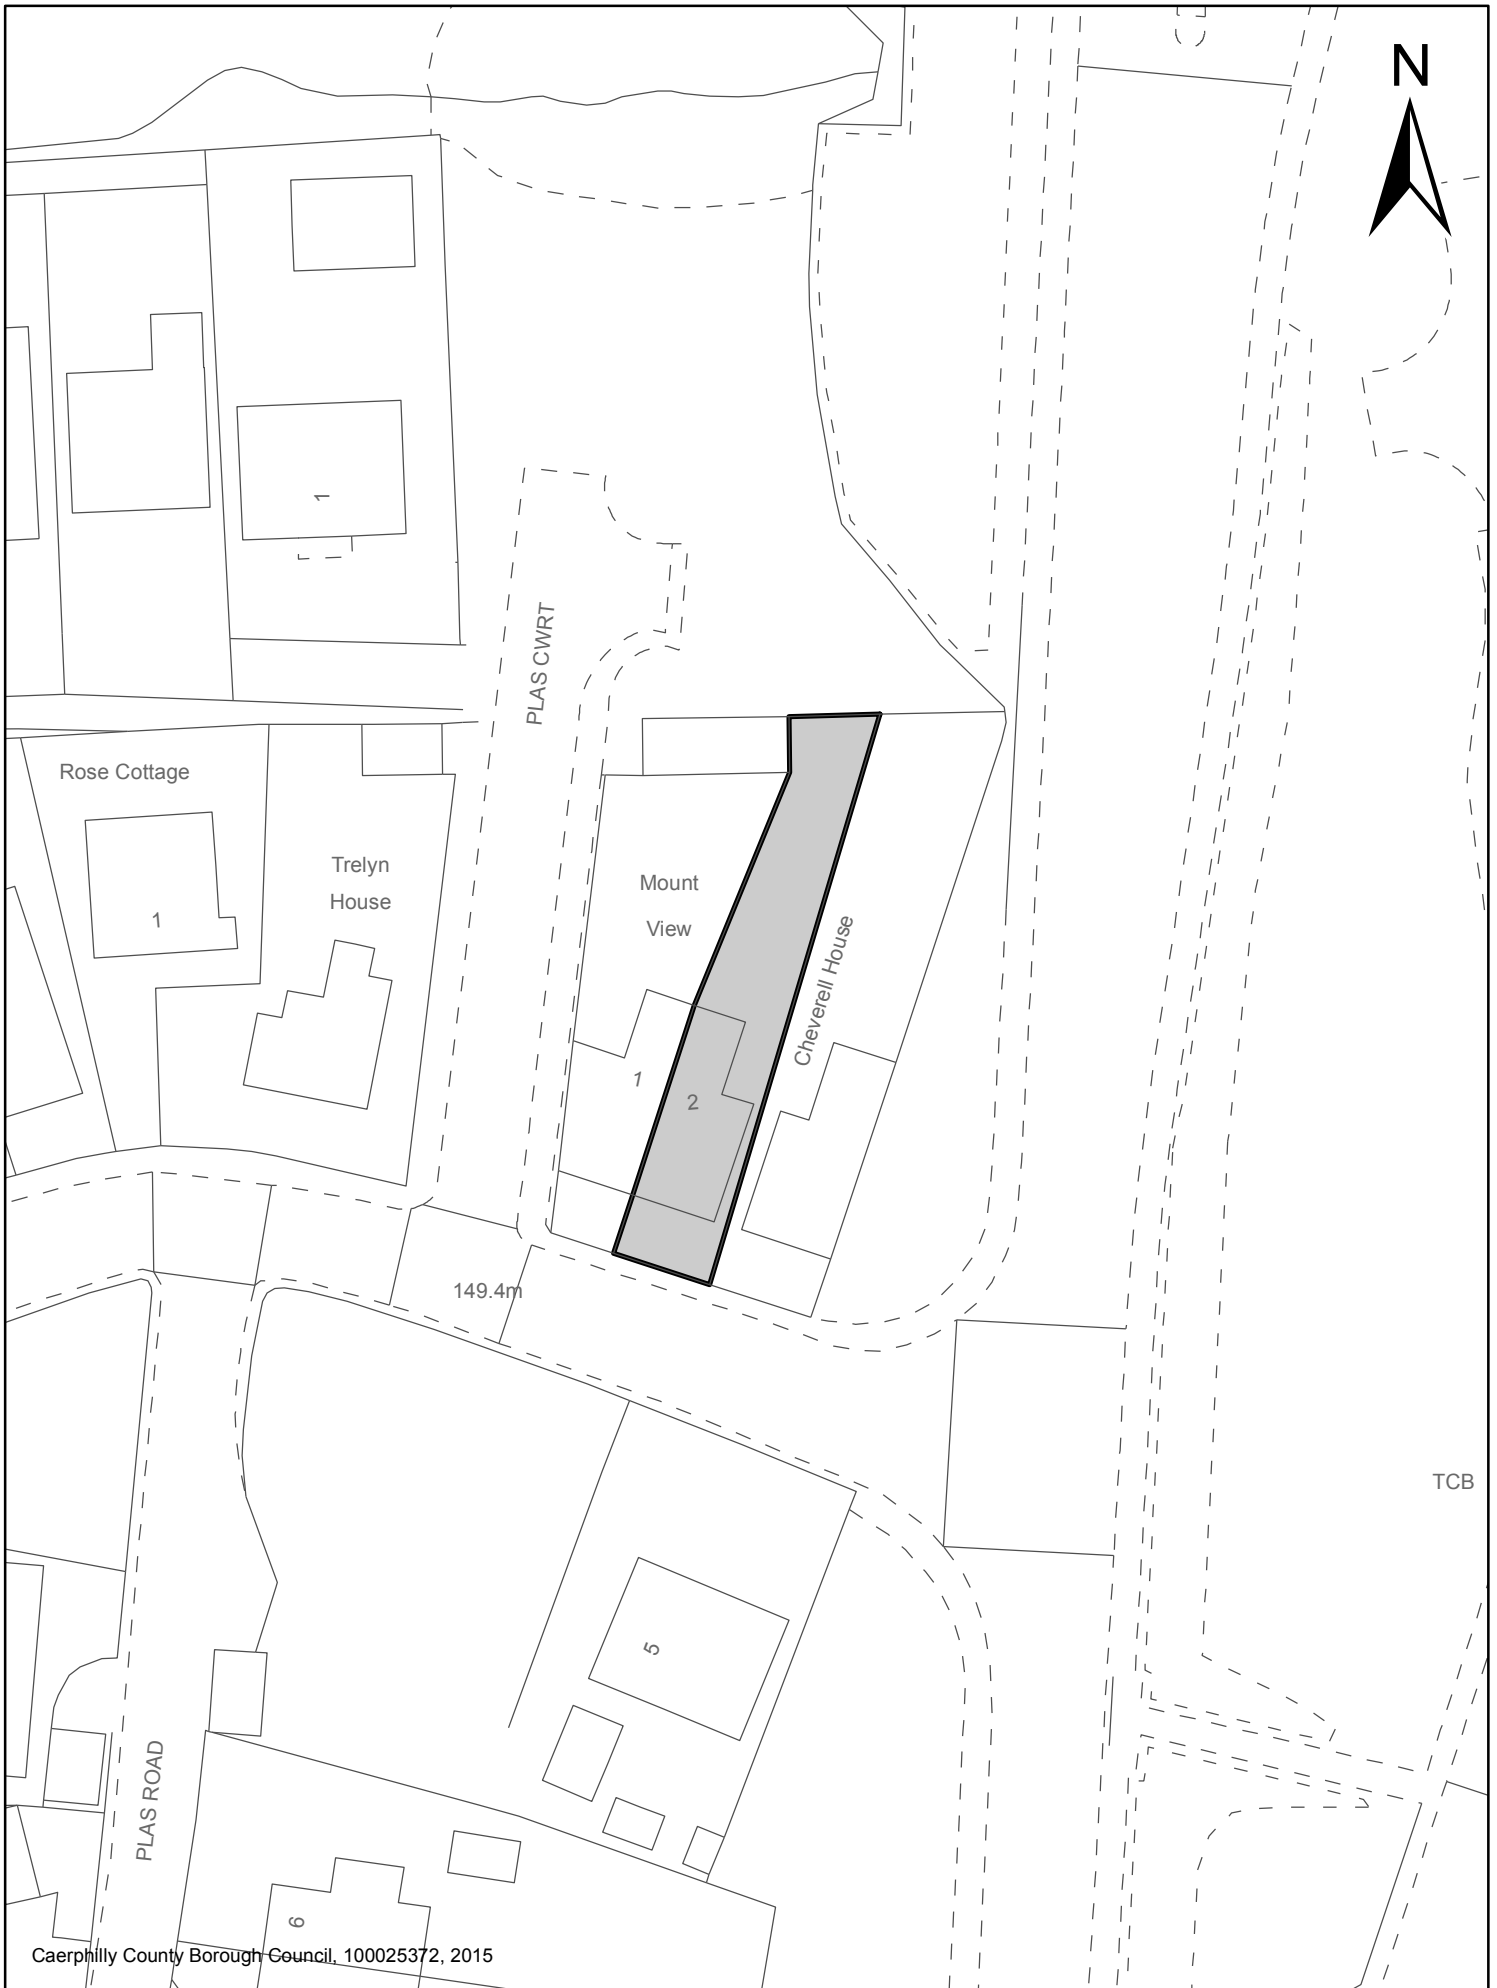 N
1
PLAS CWRT
Rose Cottage
Trelyn
House
Mount
View
1
Cheverell House
1
2
149.4m
TCB
5
PLAS ROAD
6
Caerphilly County Borough Council, 100025372, 2015